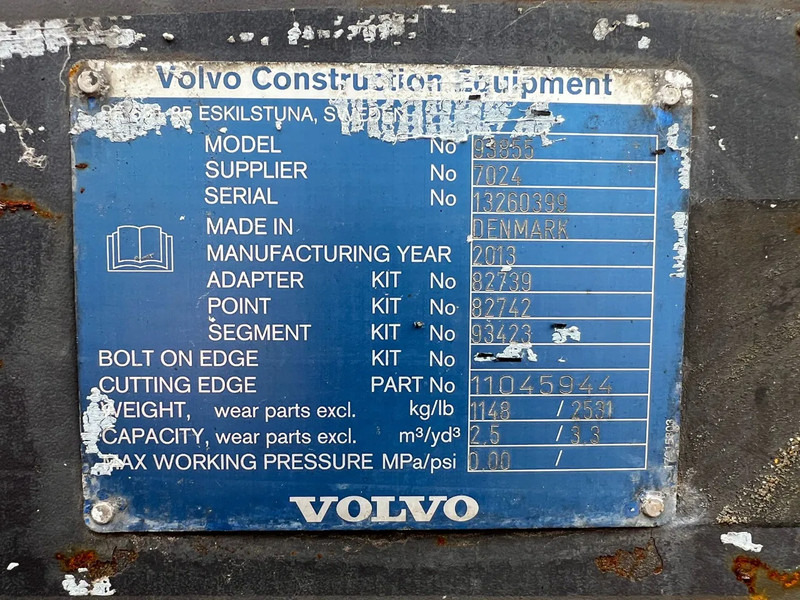 Volvo Construction Equipment
85 ESKILSTUNA, SWEDEN
MODEL No 93855
SUPPLIER No 7024
SERIAL No 13260399
MADE IN DENMARK
MANUFACTURING YEAR 2013
ADAPTER KIT No 82739
POINT KIT No 82742
SEGMENT KIT No 93423
BOLT ON EDGE KIT No
CUTTING EDGE PART No 11045944
WEIGHT, wear parts excl. kg/lb 1148 / 2531
CAPACITY, wear parts excl. m³/yd³ 2.5 / 3.3
MAX WORKING PRESSURE MPa/psi 0.00 /
VOLVO